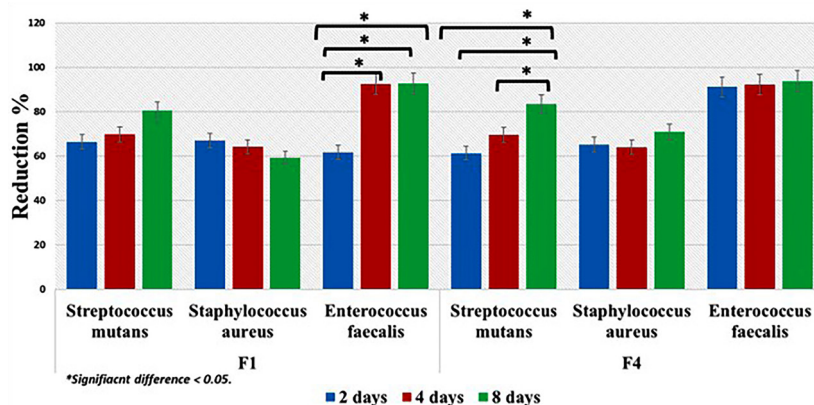 Reduction %
120
100
80
60
40
20
0
* * * * * *
Streptococcus mutans
Staphylococcus aureus
Enterococcus faecalis
Streptococcus mutans
Staphylococcus aureus
Enterococcus faecalis
F1
F4
*Signifiacnt difference < 0.05.
2 days 4 days 8 days